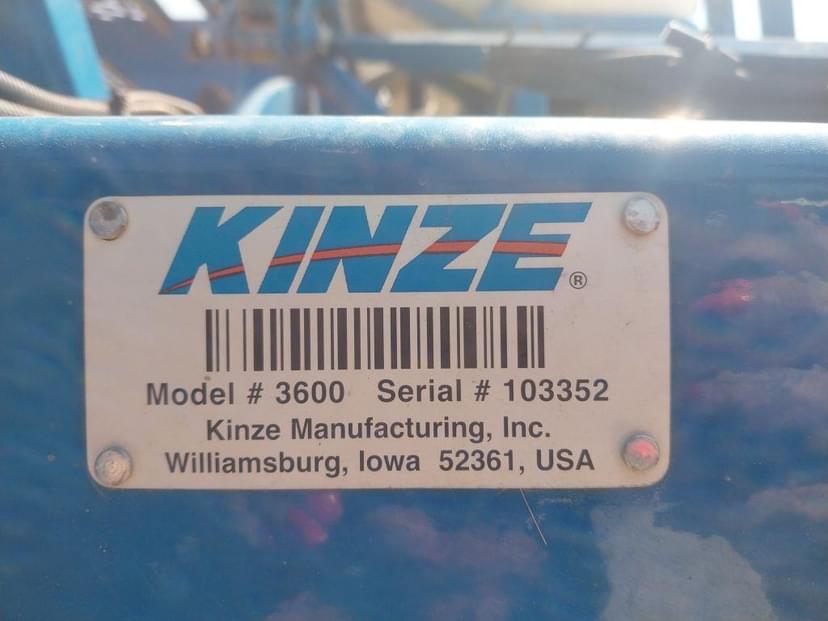 KINZE®
Model # 3600 Serial # 103352
Kinze Manufacturing, Inc.
Williamsburg, Iowa 52361, USA